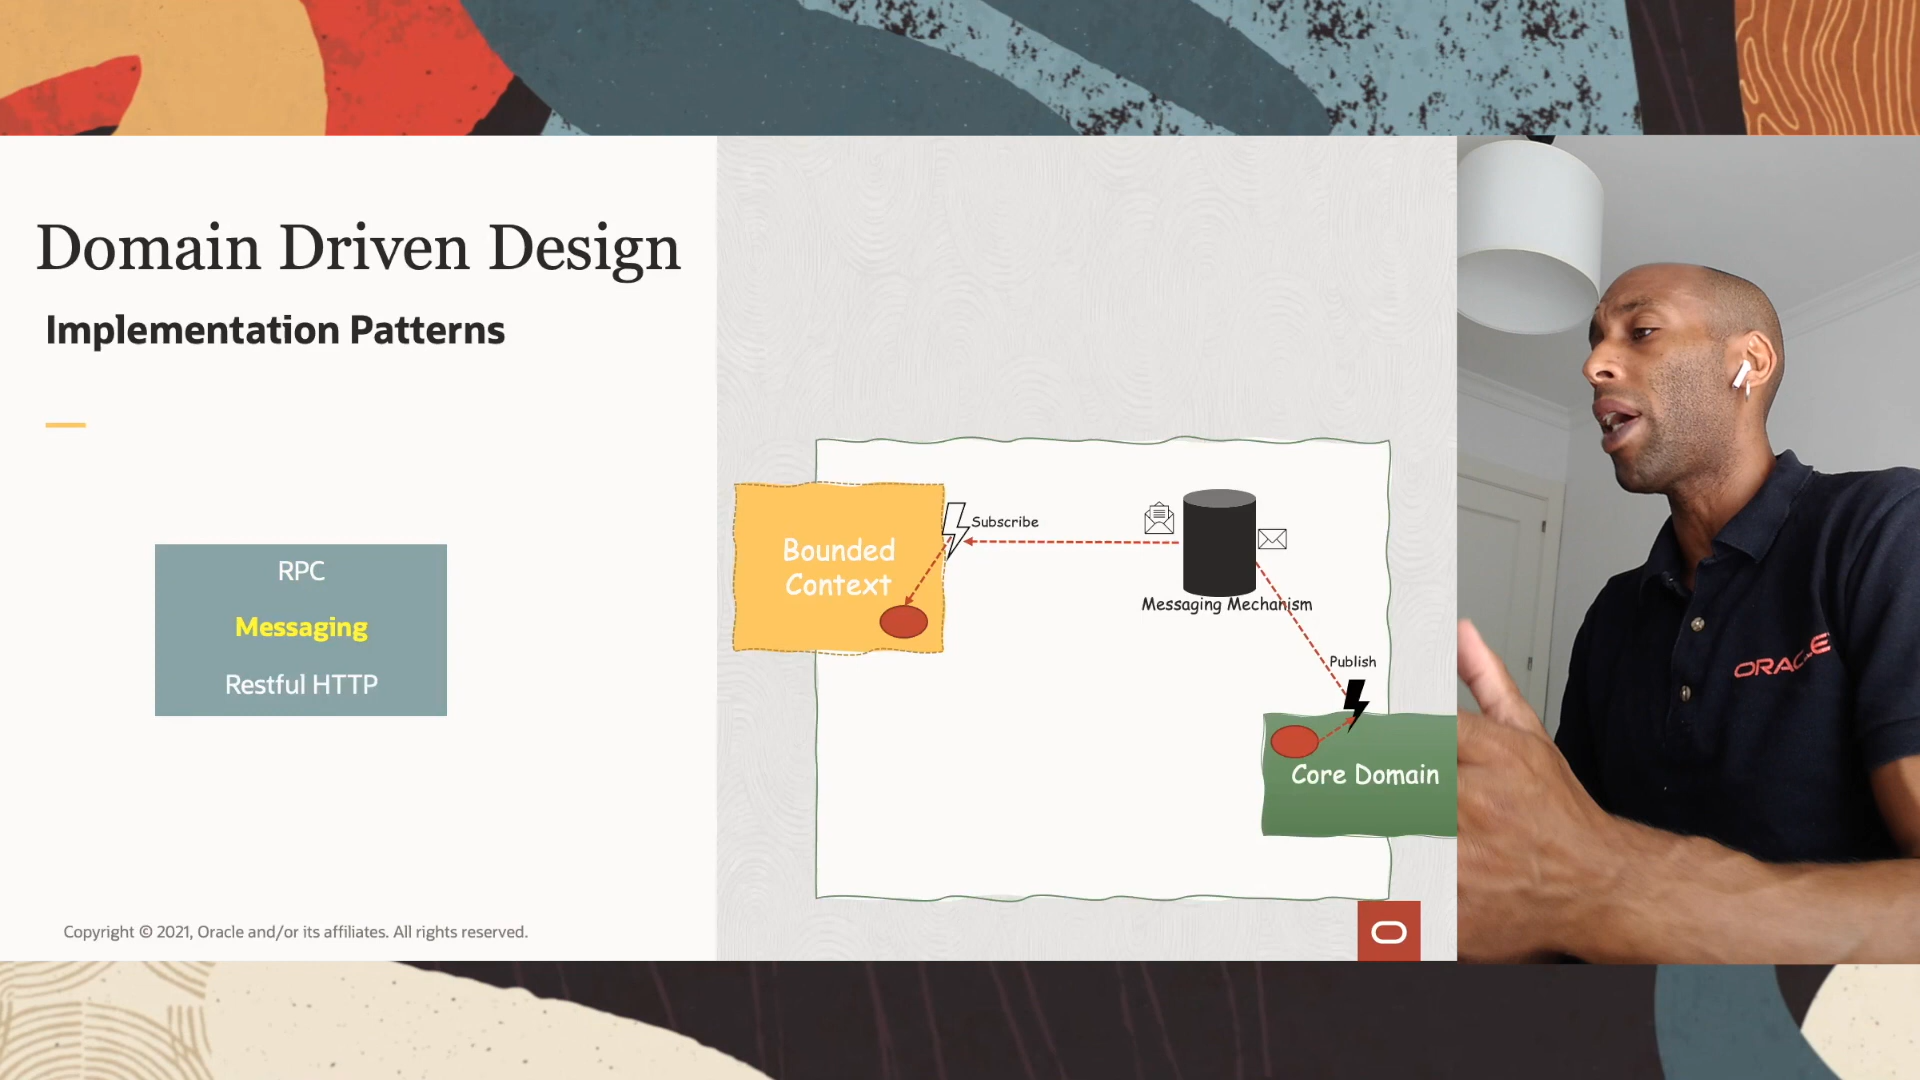 Domain Driven Design
Implementation Patterns
RPC
Messaging
Restful HTTP
Copyright © 2021, Oracle and/or its affiliates. All rights reserved.
Bounded
Context
Subscribe
Messaging Mechanism
Publish
Core Domain
ORACLE